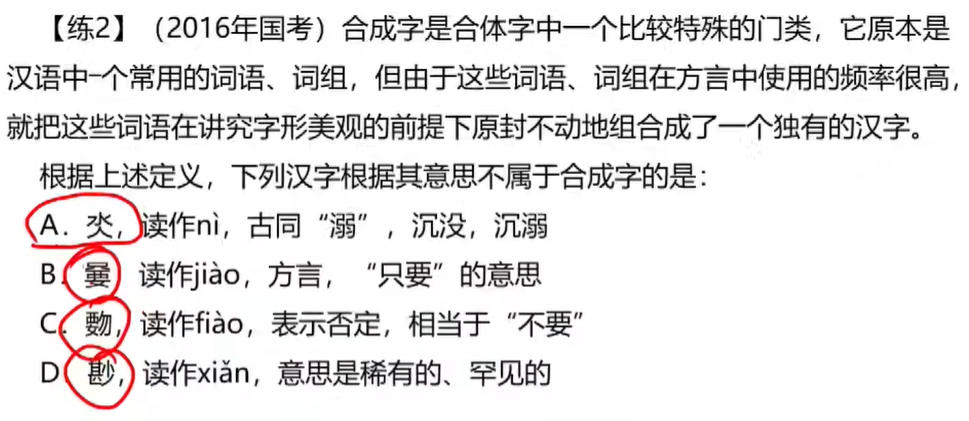 【练2】（2016年国考）合成字是合体字中一个比较特殊的门类，它原本是
汉语中一个常用的词语、词组，但由于这些词语、词组在方言中使用的频率很高，
就把这些词语在讲究字形美观的前提下原封不动地组合成了一个独有的汉字。
根据上述定义，下列汉字根据其意思不属于合成字的是：
A. 氼，读作nì，古同“溺”，沉没，沉溺
B. 嘦 读作jiào，方言，“只要”的意思
C. 覅，读作fiào，表示否定，相当于“不要”
D. 尠，读作xiǎn，意思是稀有的、罕见的